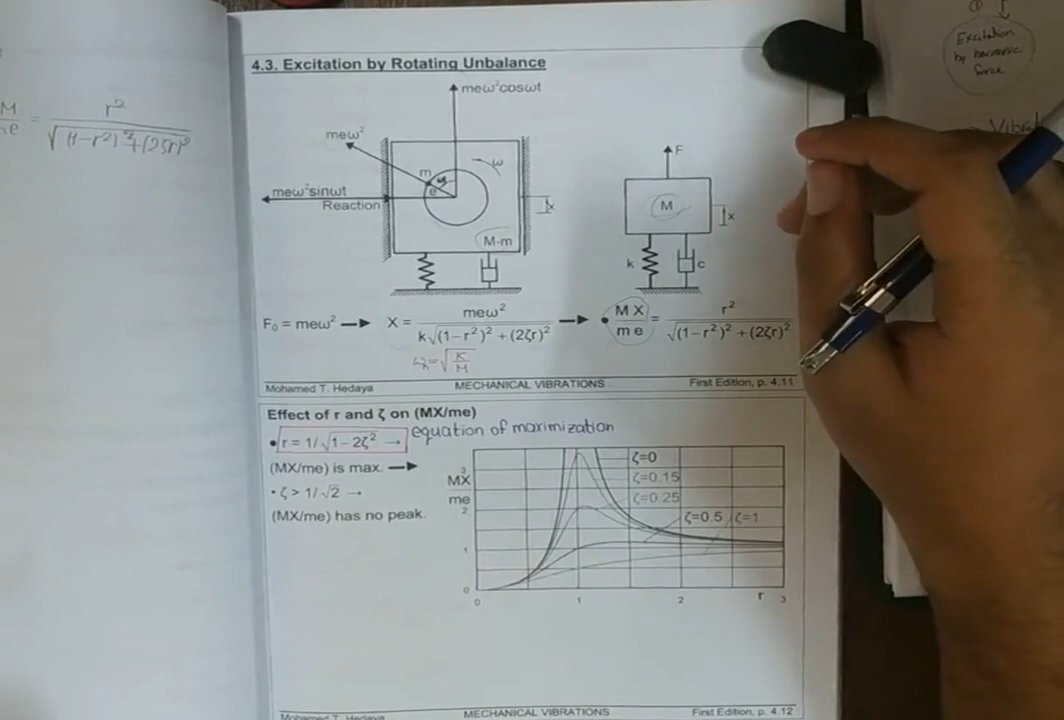 r²
M
= 
√(1-r²)²+(2ζr)²
① 
Excitation
by harmonic
force
4.3. Excitation by Rotating Unbalance
meω²cosωt
meω²
m
ω
e
meω²sinωt
Reaction
x
M-m
F
M
x
k
c
F₀ = meω² → X = meω² / k√(1-r²)² + (2ζr)² → • M X / m e = r² / √(1-r²)² + (2ζr)²
ωn = √K/M
Mohamed T. Hedaya MECHANICAL VIBRATIONS First Edition, p. 4.11
Effect of r and ζ on (MX/me)
• r = 1/√1-2ζ² → equation of maximization
(MX/me) is max. →
• ζ > 1/√2 →
(MX/me) has no peak.
MX
me
3
2
1
0
ζ=0
ζ=0.15
ζ=0.25
ζ=0.5 ζ=1
0 1 2 r 3
Mohamed T. Hedaya MECHANICAL VIBRATIONS First Edition, p. 4.12